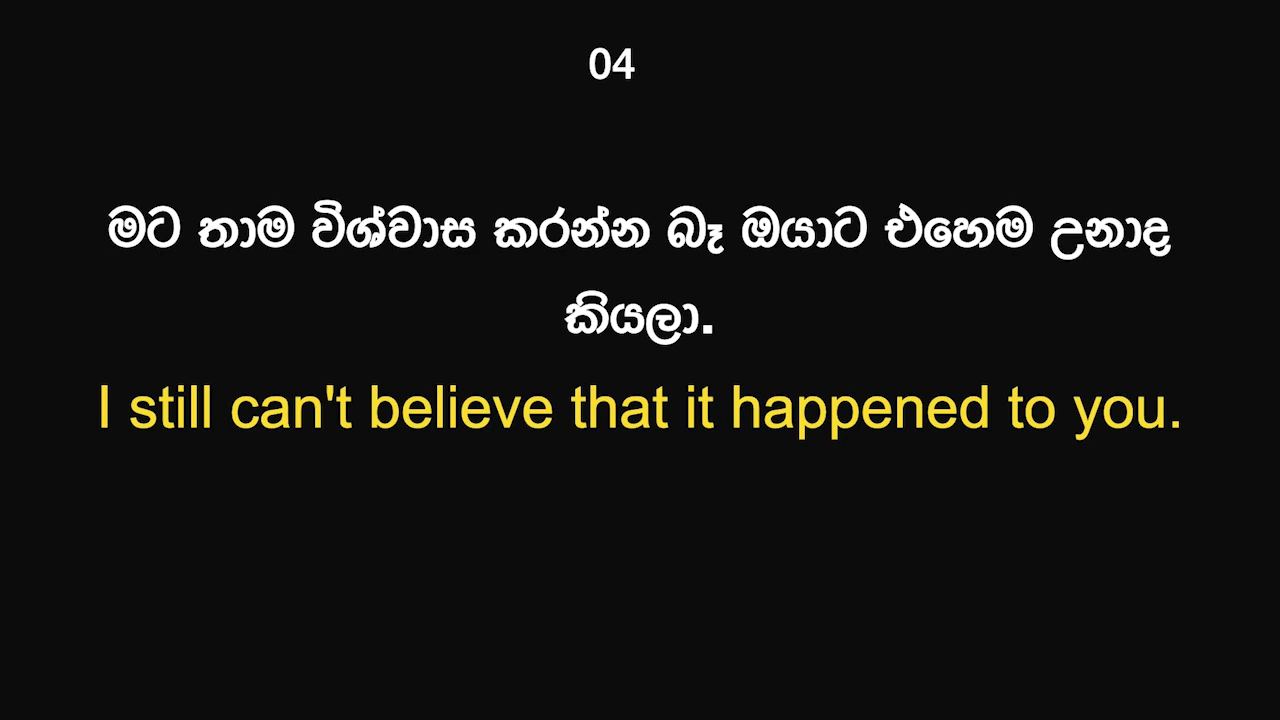 04
මට තාම විශ්වාස කරන්න බෑ ඔයාට එහෙම උනාද
කියලා.
I still can't believe that it happened to you.